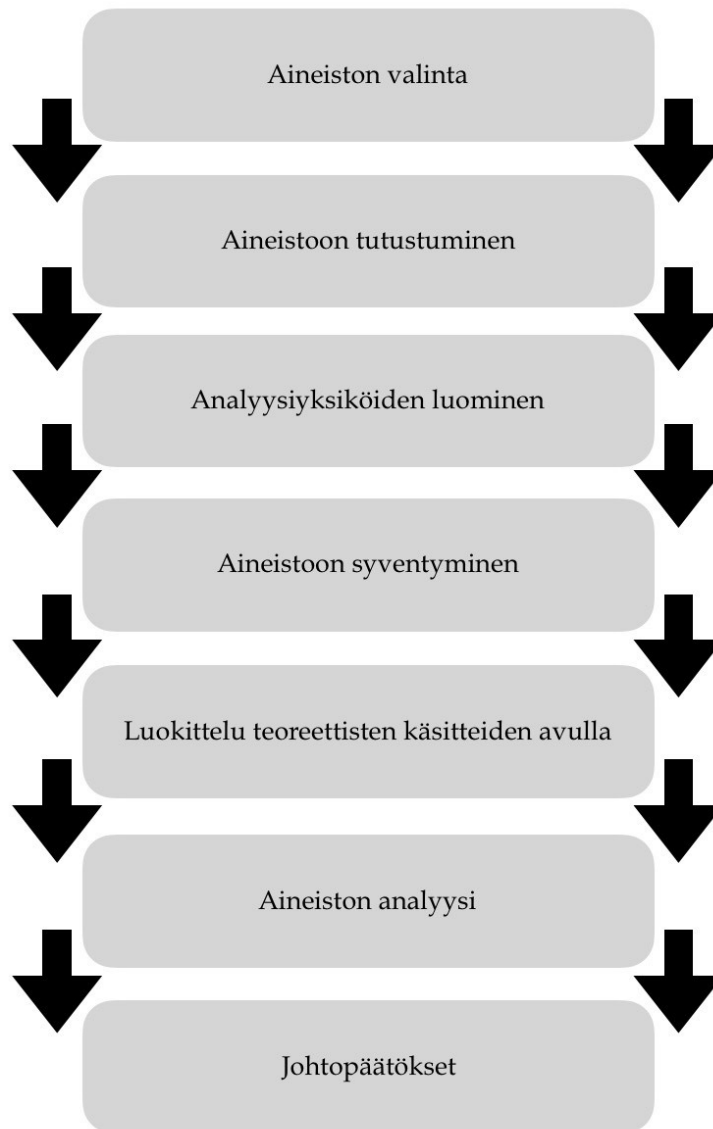 Aineiston valinta
Aineistoon tutustuminen
Analyysiyksiköiden luominen
Aineistoon syventyminen
Luokittelu teoreettisten käsitteiden avulla
Aineiston analyysi
Johtopäätökset